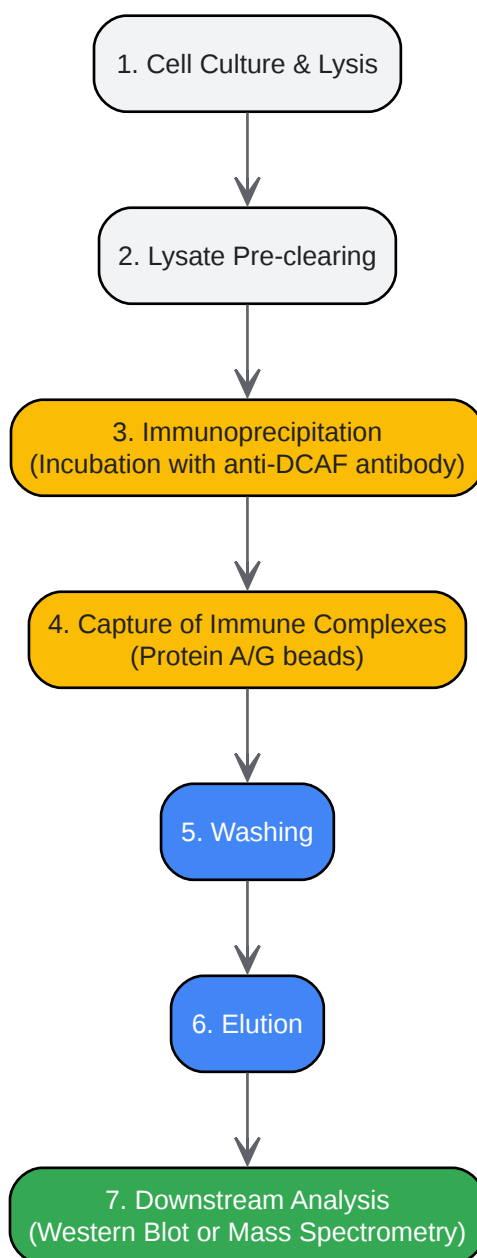 1. Cell Culture & Lysis
2. Lysate Pre-clearing
3. Immunoprecipitation
(Incubation with anti-DCAF antibody)
4. Capture of Immune Complexes
(Protein A/G beads)
5. Washing
6. Elution
7. Downstream Analysis
(Western Blot or Mass Spectrometry)